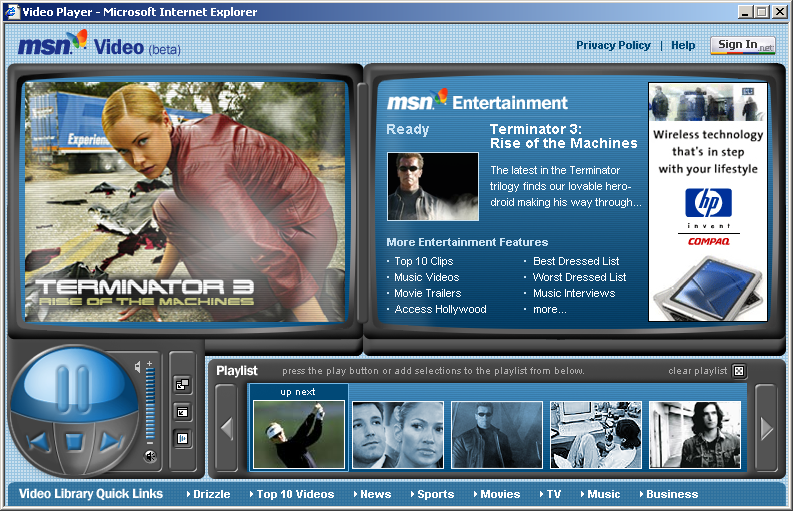 Video Player - Microsoft Internet Explorer
msn Video (beta)
Privacy Policy | Help
Sign In .net
TERMINATOR 3
RISE OF THE MACHINES
msn Entertainment
Ready
Terminator 3:
Rise of the Machines
The latest in the Terminator
trilogy finds our lovable hero-
droid making his way through...
More Entertainment Features
• Top 10 Clips
• Music Videos
• Movie Trailers
• Access Hollywood
• Best Dressed List
• Worst Dressed List
• Music Interviews
• more...
Wireless technology
that's in step
with your lifestyle
hp
invent
COMPAQ
Playlist
press the play button or add selections to the playlist from below.
clear playlist
up next
Video Library Quick Links
Drizzle
Top 10 Videos
News
Sports
Movies
TV
Music
Business